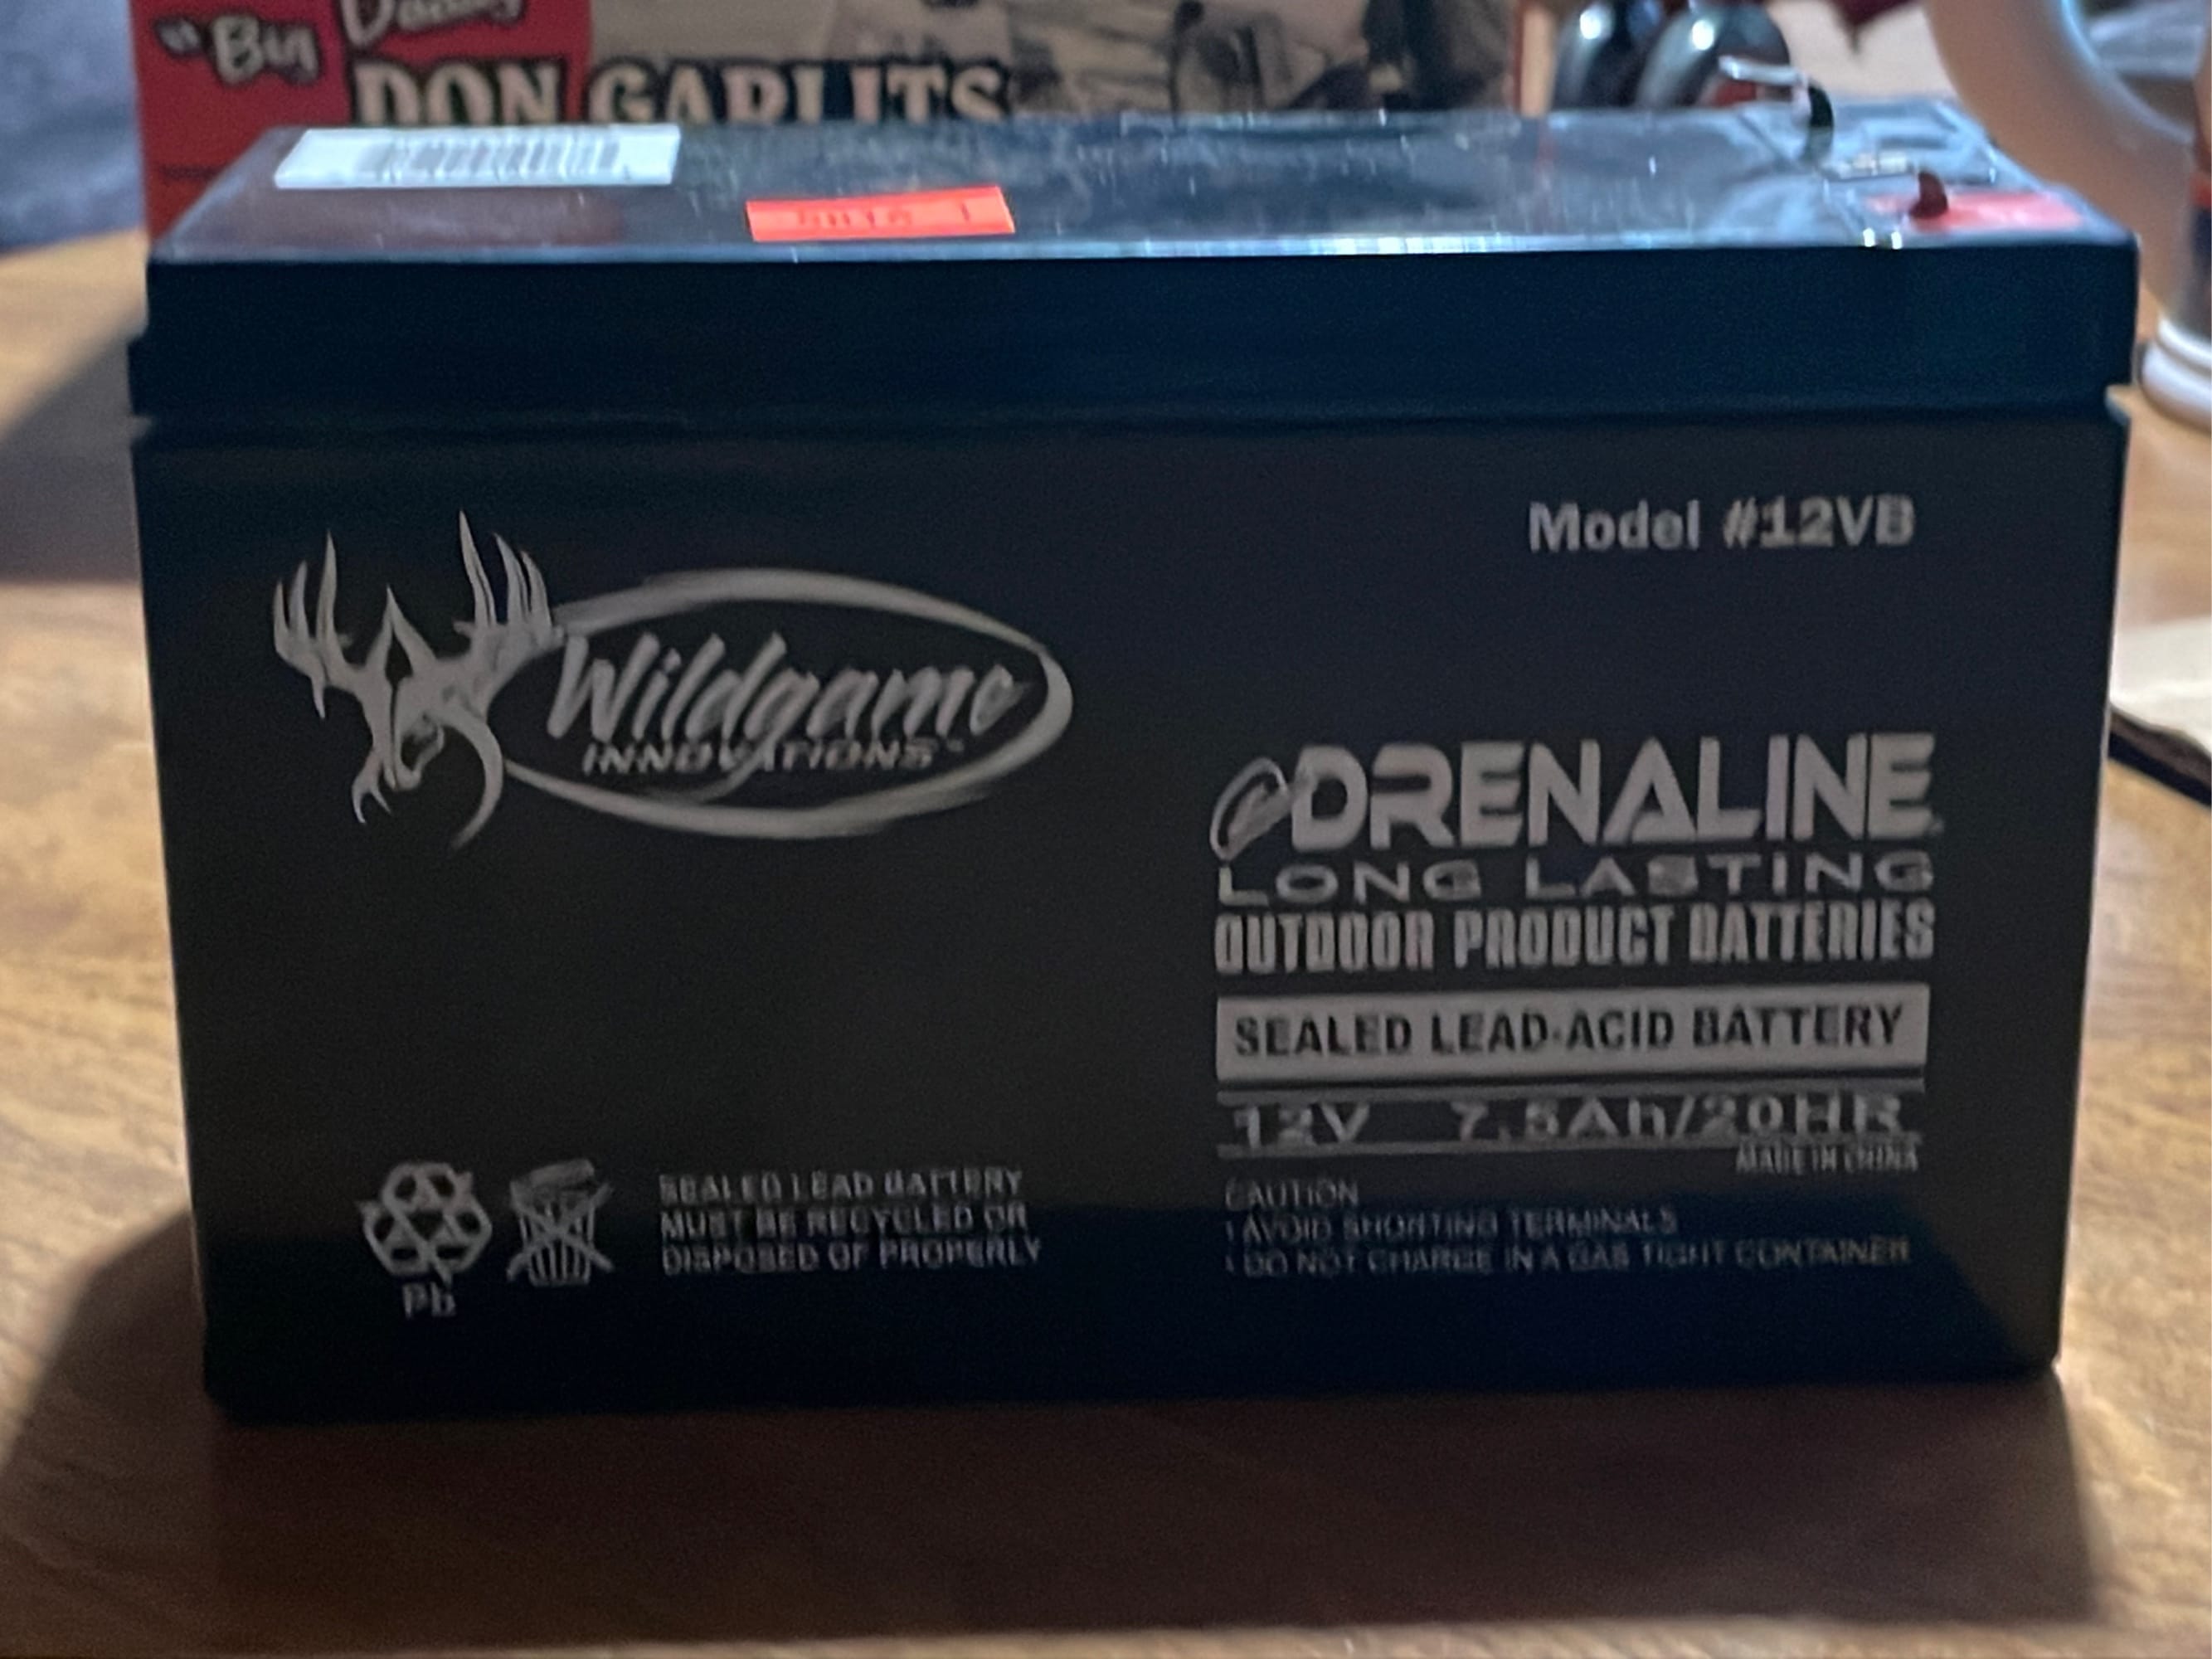 "Big Daddy"
DON GARLITS
Model #12VB
Wildgame
INNOVATIONS™
ADRENALINE
LONG LASTING
OUTDOOR PRODUCT BATTERIES
SEALED LEAD-ACID BATTERY
12V 7.5Ah/20HR
MADE IN CHINA
SEALED LEAD BATTERY
MUST BE RECYCLED OR
DISPOSED OF PROPERLY
Pb
CAUTION
AVOID SHORTING TERMINALS
DO NOT CHARGE IN A GAS TIGHT CONTAINER